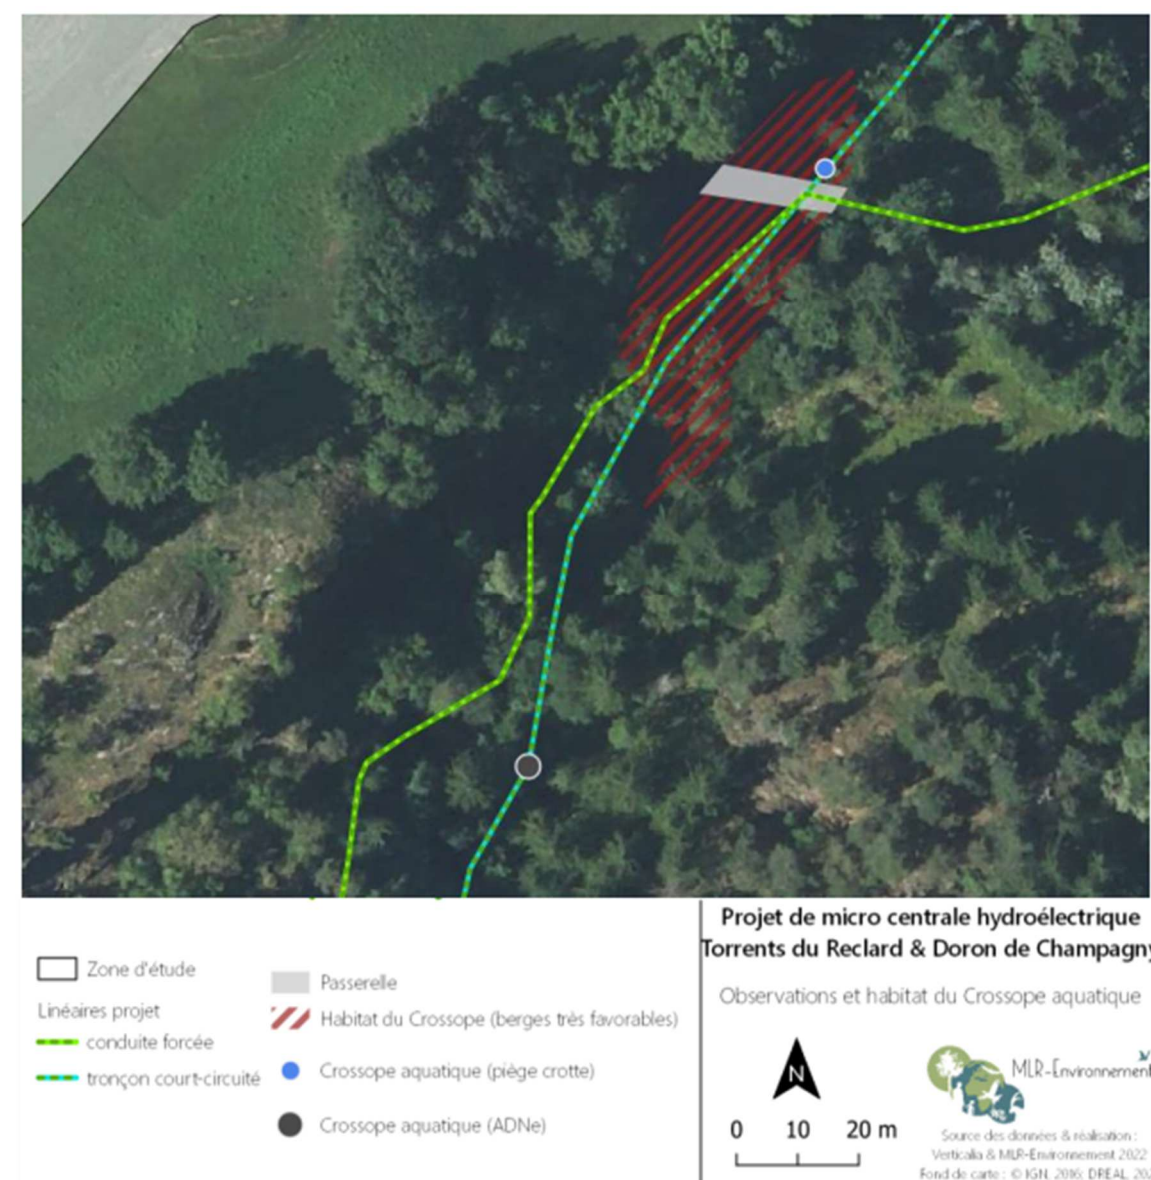 Zone d'étude
Linéaires projet
conduite forcée
tronçon court-circuité
Passerelle
Habitat du Crossope (berges très favorables)
Crossope aquatique (piège crotte)
Crossope aquatique (ADNe)
Projet de micro centrale hydroélectrique
Torrents du Reclard & Doron de Champagny
Observations et habitat du Crossope aquatique
N
0 10 20 m
MLR-Environnement
Source des données & réalisation :
Verticalia & MLR-Environnement 2022
Fond de carte : © IGN, 2016; DREAL,